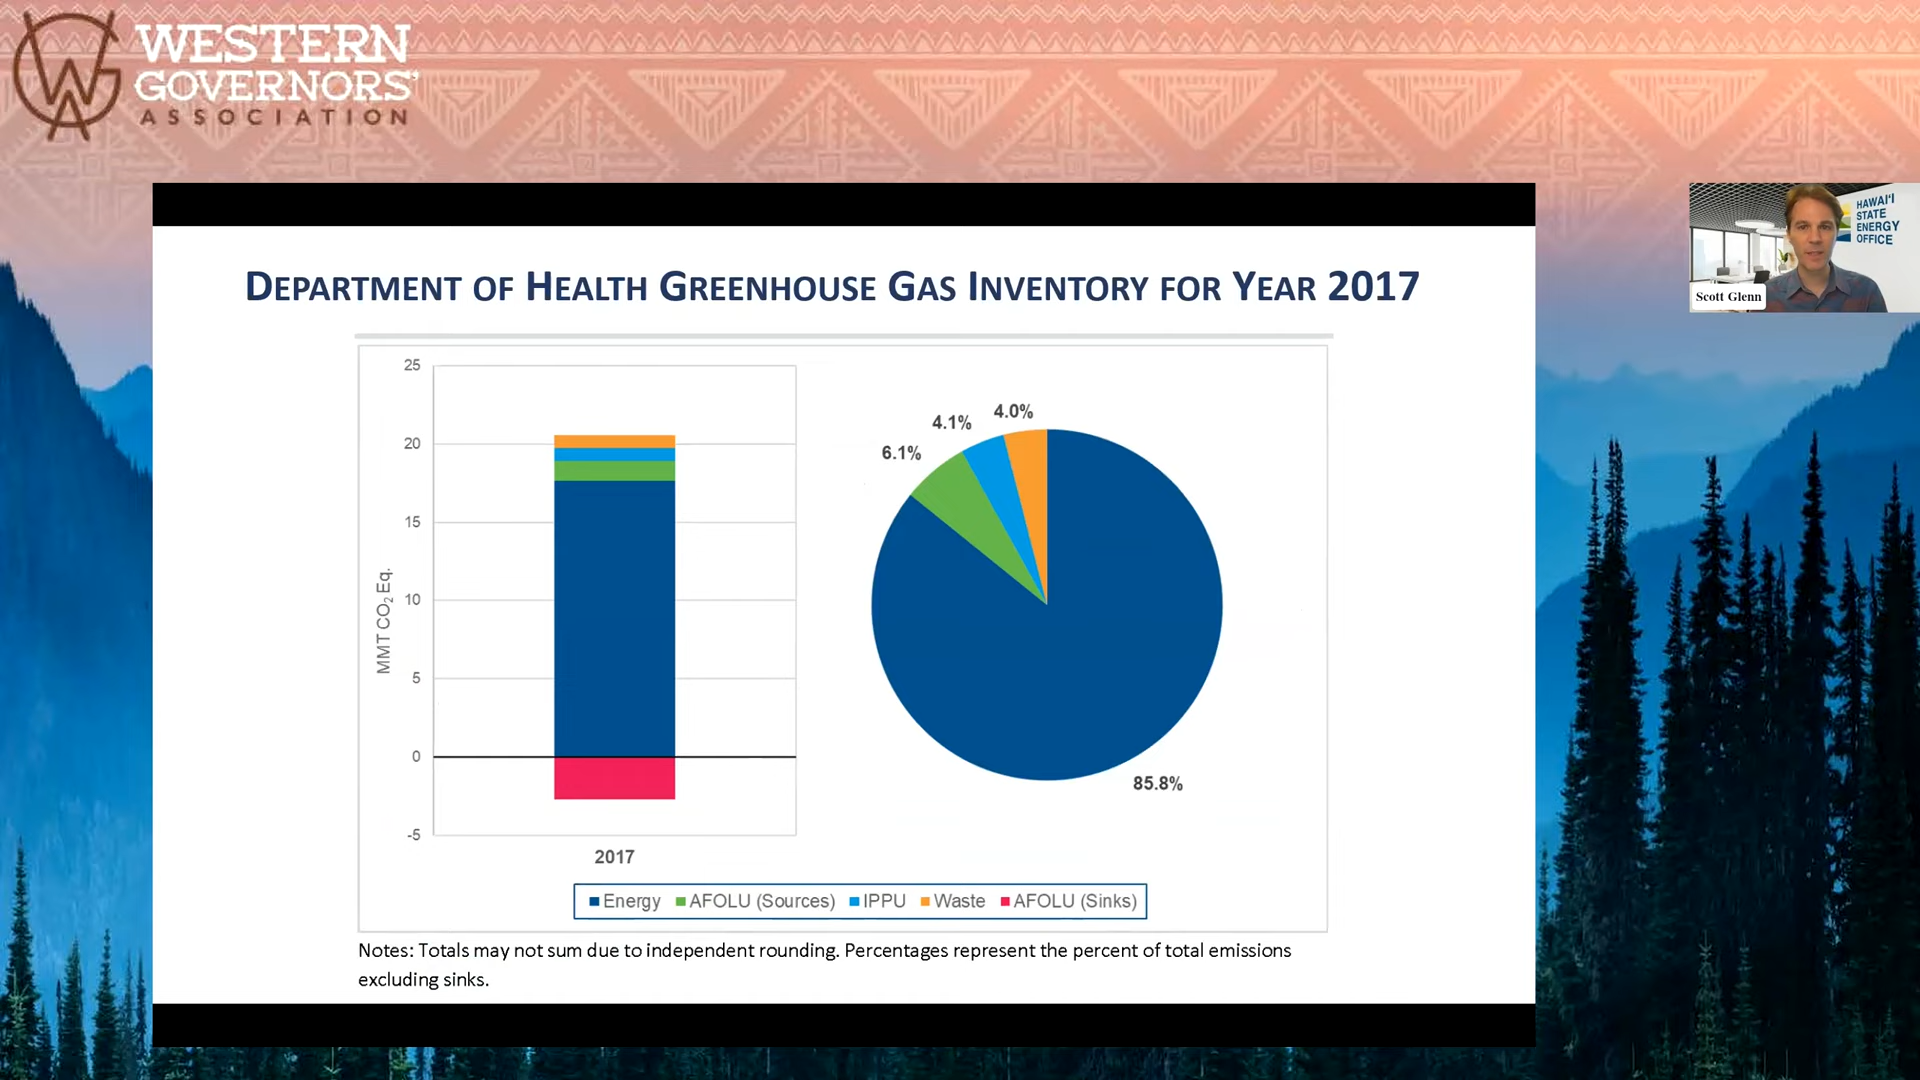 WESTERN
GOVERNORS'
ASSOCIATION
HAWAI'I
STATE
ENERGY
OFFICE
Scott Glenn
DEPARTMENT OF HEALTH GREENHOUSE GAS INVENTORY FOR YEAR 2017
25
20
15
10
5
0
-5
MMT CO₂ Eq.
2017
4.0%
4.1%
6.1%
85.8%
Energy AFOLU (Sources) IPPU Waste AFOLU (Sinks)
Notes: Totals may not sum due to independent rounding. Percentages represent the percent of total emissions
excluding sinks.